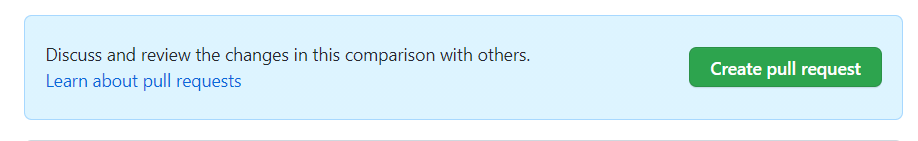 Discuss and review the changes in this comparison with others.
Learn about pull requests
Create pull request